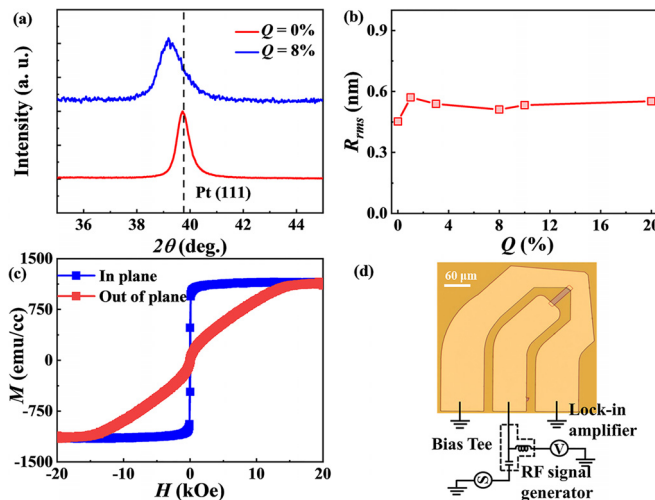 (a)
Q = 0%
Q = 8%
Intensity (a. u.)
Pt (111)
36
38
40
42
44
2θ (deg.)
(b)
0.9
0.6
0.3
0.0
R_rms (nm)
0
4
8
12
16
20
Q (%)
(c)
In plane
Out of plane
1500
750
0
-750
-1500
M (emu/cc)
-20
-10
0
10
20
H (kOe)
(d)
60 μm
Lock-in
amplifier
Bias Tee
V
RF signal
generator
S